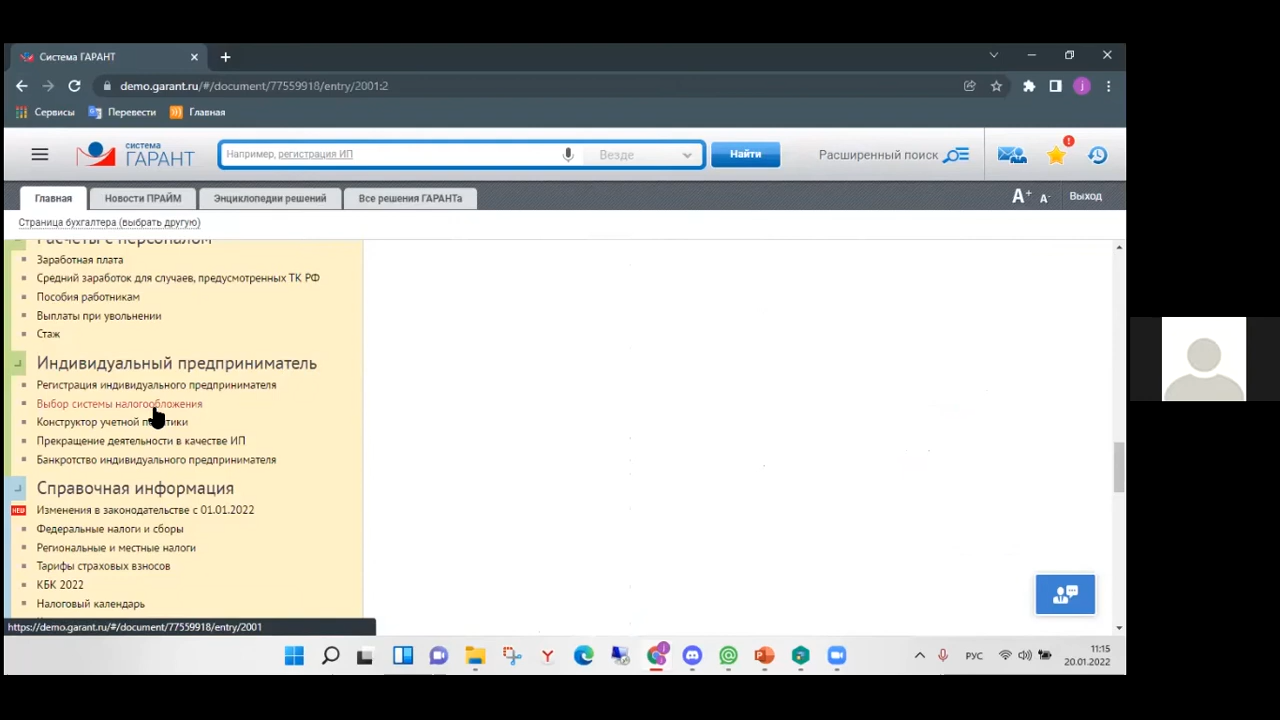 Система ГАРАНТ
demo.garant.ru/#/document/77559918/entry/2001:2
Сервисы Перевести Главная
система
ГАРАНТ
Например, регистрация ИП
Везде
Найти
Расширенный поиск
!
Главная Новости ПРАЙМ Энциклопедии решений Все решения ГАРАНТа
A+ A- Выход
Страница бухгалтера (выбрать другую)
Расчеты с персоналом
Заработная плата
Средний заработок для случаев, предусмотренных ТК РФ
Пособия работникам
Выплаты при увольнении
Стаж
Индивидуальный предприниматель
Регистрация индивидуального предпринимателя
Выбор системы налогообложения
Конструктор учетной политики
Прекращение деятельности в качестве ИП
Банкротство индивидуального предпринимателя
Справочная информация
NEW Изменения в законодательстве с 01.01.2022
Федеральные налоги и сборы
Региональные и местные налоги
Тарифы страховых взносов
КБК 2022
Налоговый календарь
https://demo.garant.ru/#/document/77559918/entry/2001
РУС
11:15
20.01.2022